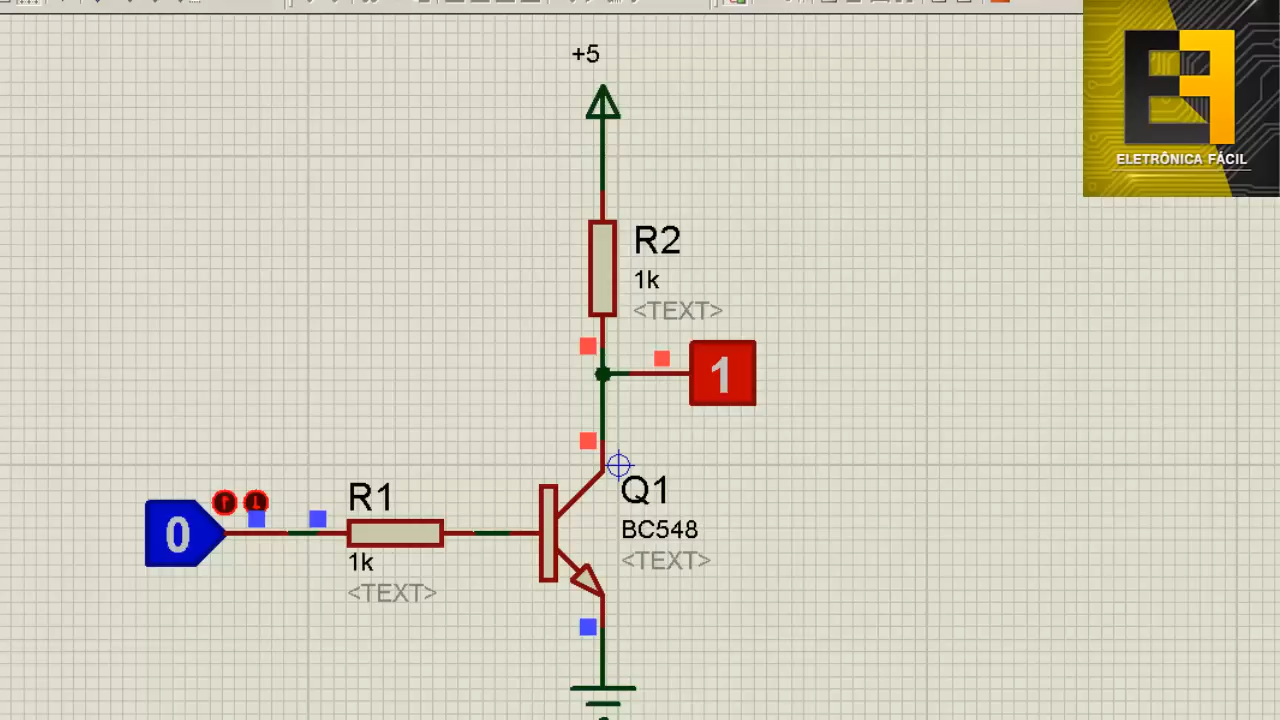 +5
ELETRÔNICA FÁCIL
R2
1k
<TEXT>
1
R1
Q1
BC548
<TEXT>
0
1k
<TEXT>